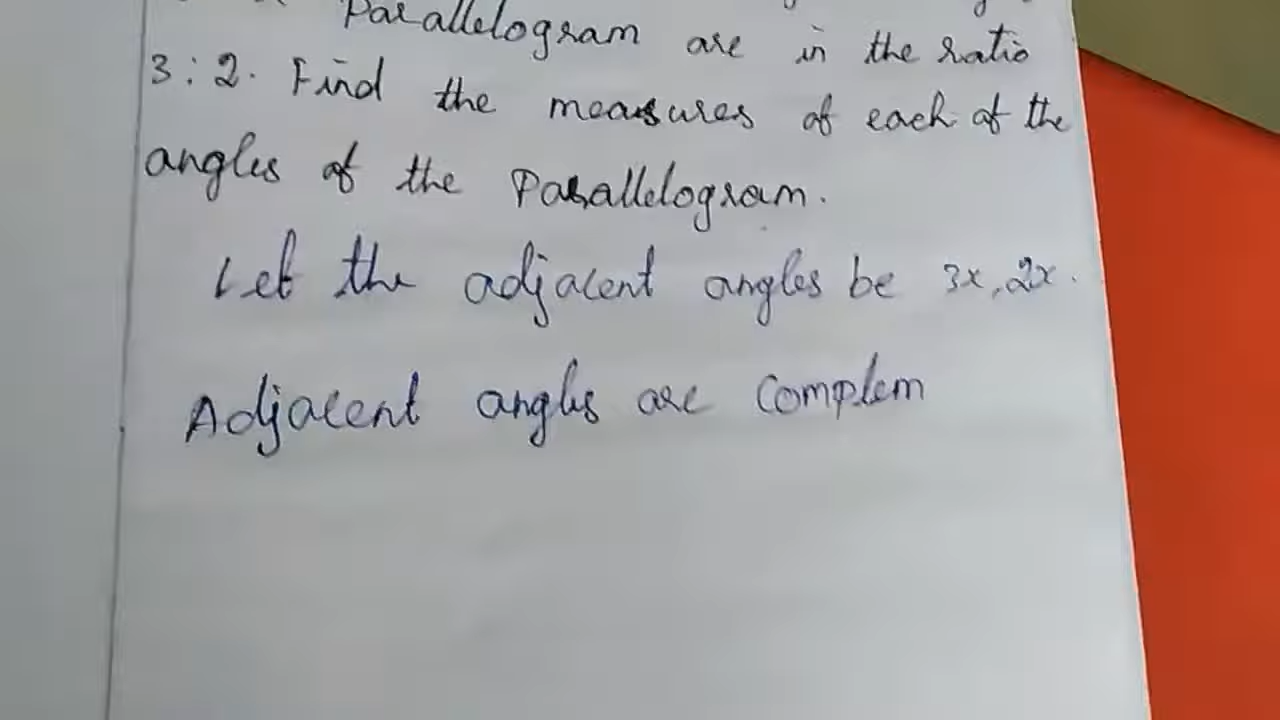 Parallelogram are in the ratio
3:2. Find the measures of each of the
angles of the Parallelogram.
Let the adjacent angles be 3x, 2x.
Adjacent angles are Complem